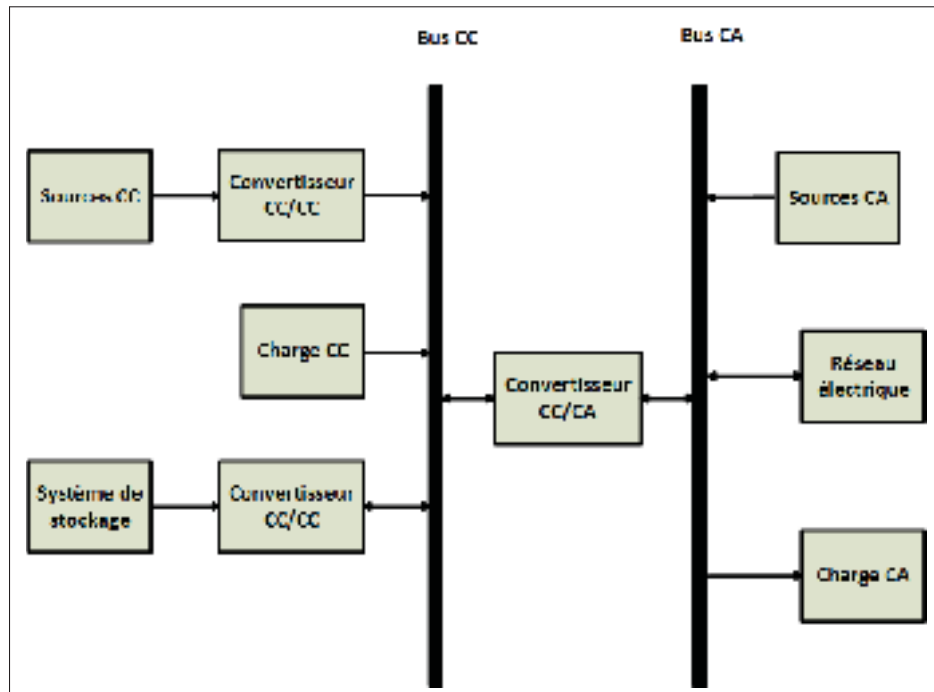 Bus CC
Bus CA
Sources CC
Convertisseur
CC/CC
Sources CA
Charge CC
Convertisseur
CC/CA
Réseau
électrique
Système de
stockage
Convertisseur
CC/CC
Charge CA